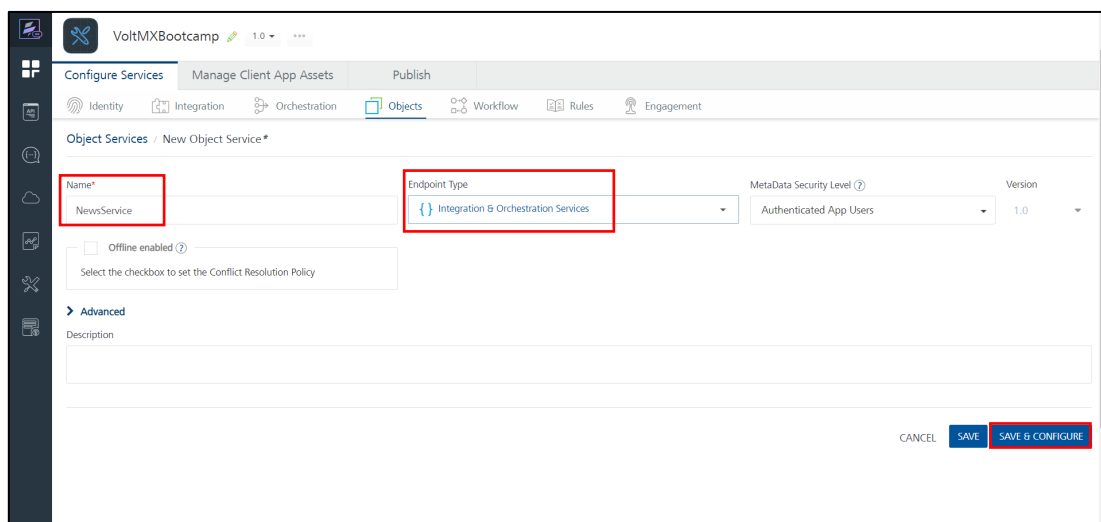 VoltMXBootcamp 1.0
Configure Services Manage Client App Assets Publish
Identity Integration Orchestration Objects Workflow Rules Engagement
Object Services / New Object Service*
Name* Endpoint Type MetaData Security Level ? Version
NewsService { } Integration & Orchestration Services Authenticated App Users 1.0
Offline enabled ?
Select the checkbox to set the Conflict Resolution Policy
Advanced
Description
CANCEL SAVE SAVE & CONFIGURE